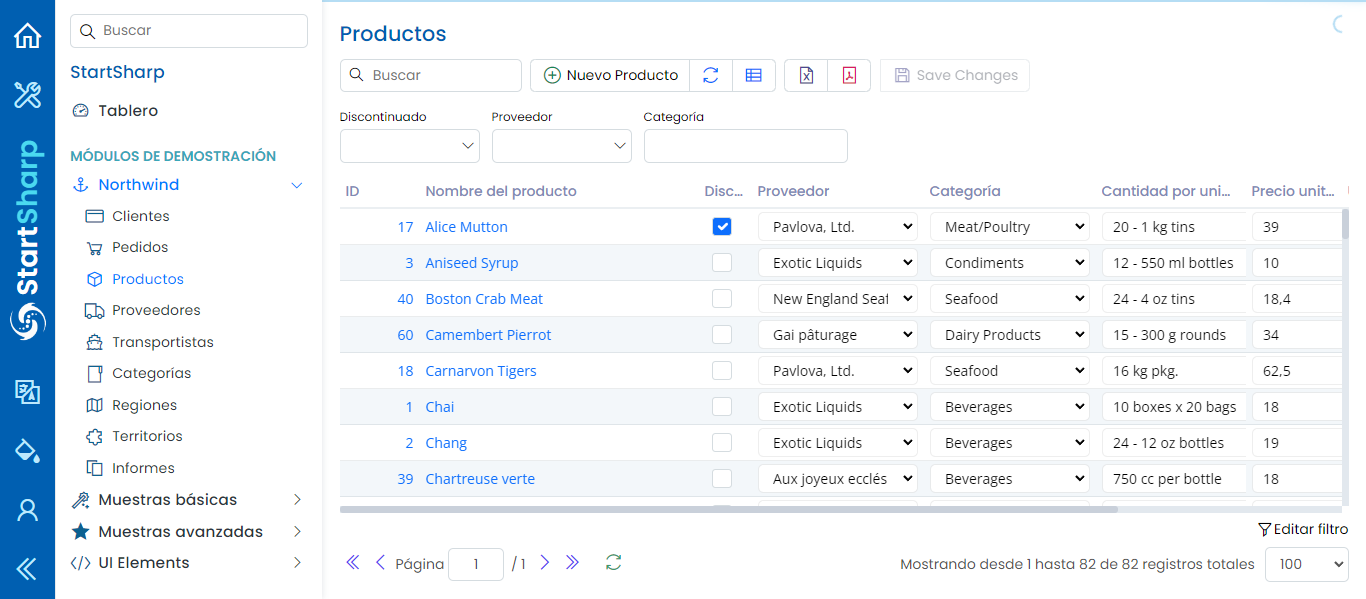 StartSharp
Buscar
StartSharp
Tablero
MÓDULOS DE DEMOSTRACIÓN
Northwind
Clientes
Pedidos
Productos
Proveedores
Transportistas
Categorías
Regiones
Territorios
Informes
Muestras básicas
Muestras avanzadas
UI Elements
Productos
Buscar Nuevo Producto Save Changes
Discontinuado Proveedor Categoría
ID Nombre del producto Disc... Proveedor Categoría Cantidad por uni... Precio unit...
17 Alice Mutton Pavlova, Ltd. Meat/Poultry 20 - 1 kg tins 39
3 Aniseed Syrup Exotic Liquids Condiments 12 - 550 ml bottles 10
40 Boston Crab Meat New England Seaf Seafood 24 - 4 oz tins 18,4
60 Camembert Pierrot Gai pâturage Dairy Products 15 - 300 g rounds 34
18 Carnarvon Tigers Pavlova, Ltd. Seafood 16 kg pkg. 62,5
1 Chai Exotic Liquids Beverages 10 boxes x 20 bags 18
2 Chang Exotic Liquids Beverages 24 - 12 oz bottles 19
39 Chartreuse verte Aux joyeux ecclés Beverages 750 cc per bottle 18
Editar filtro
Página 1 / 1 Mostrando desde 1 hasta 82 de 82 registros totales 100